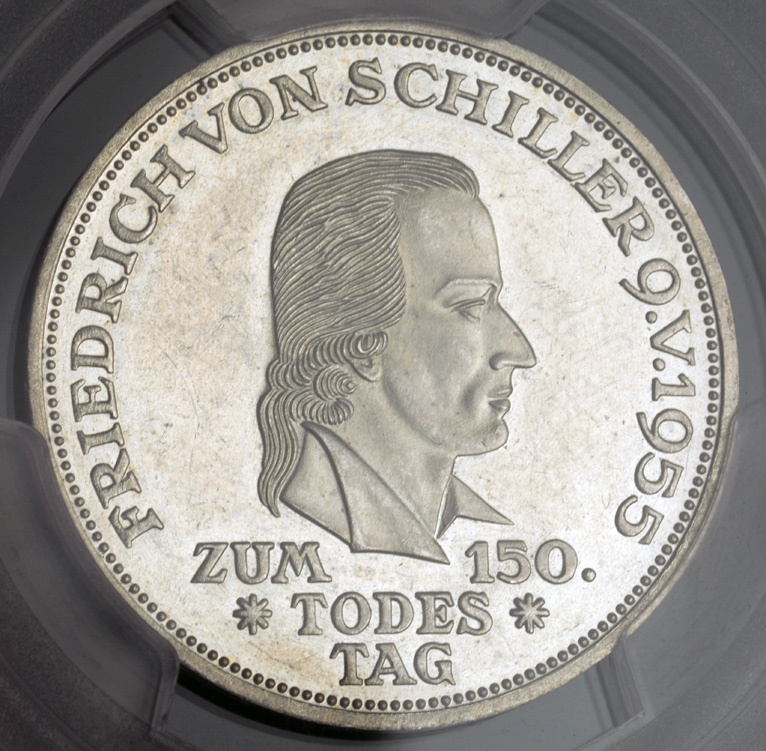 FRIEDRICH VON SCHILLER 9.V.1955
ZUM 150.
* TODES *
TAG